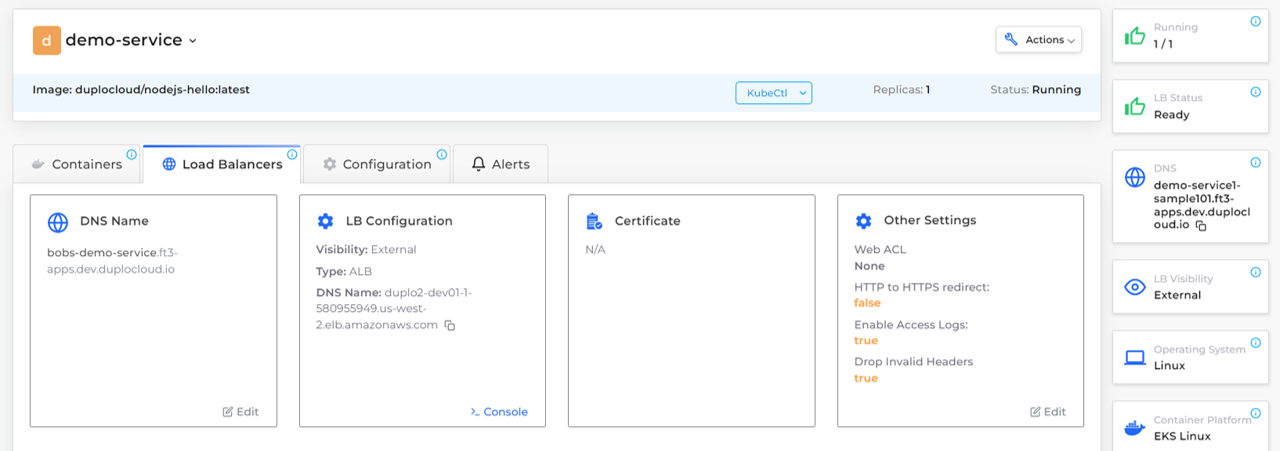 d demo-service
Actions
Image: duplocloud/nodejs-hello:latest
KubeCtl
Replicas: 1
Status: Running
Containers
Load Balancers
Configuration
Alerts
DNS Name
bobs-demo-service.ft3-
apps.dev.duplocloud.io
Edit
LB Configuration
Visibility: External
Type: ALB
DNS Name: duplo2-dev01-1-
580955949.us-west-
2.elb.amazonaws.com
Console
Certificate
N/A
Other Settings
Web ACL
None
HTTP to HTTPS redirect:
false
Enable Access Logs:
true
Drop Invalid Headers
true
Edit
Running
1 / 1
LB Status
Ready
DNS
demo-service1-
sample101.ft3-
apps.dev.duplocl
oud.io
LB Visibility
External
Operating System
Linux
Container Platform
EKS Linux